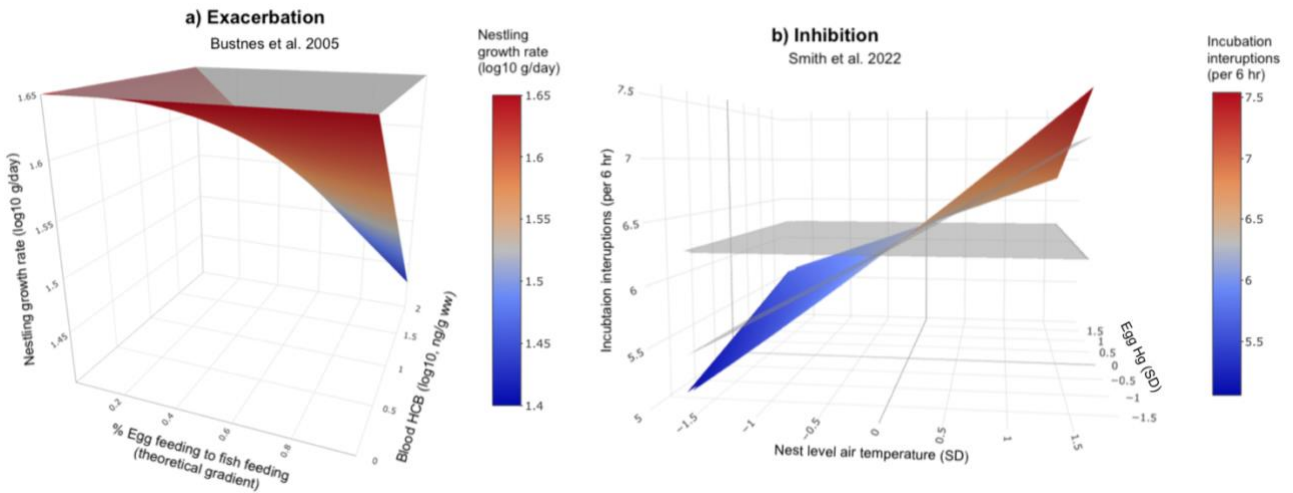 a) Exacerbation
Bustnes et al. 2005
Nestling
growth rate
(log10 g/day)
1.65
1.6
1.55
1.5
1.45
1.4
1.65
1.6
1.55
1.5
1.45
Nestling growth rate (log10 g/day)
0.2
0.4
0.6
0.8
% Egg feeding to fish feeding
(theoretical gradient)
2
1.5
1
0.5
0
Blood HCB (log10, ng/g ww)
b) Inhibition
Smith et al. 2022
Incubation
interuptions
(per 6 hr)
7.5
7
6.5
6
5.5
7.5
7
6.5
6
5.5
5
Incubtaion interuptions (per 6 hr)
−1.5
−1
−0.5
0
0.5
1
1.5
Nest level air temperature (SD)
1.5
1
0.5
0
−0.5
−1
−1.5
Egg Hg (SD)